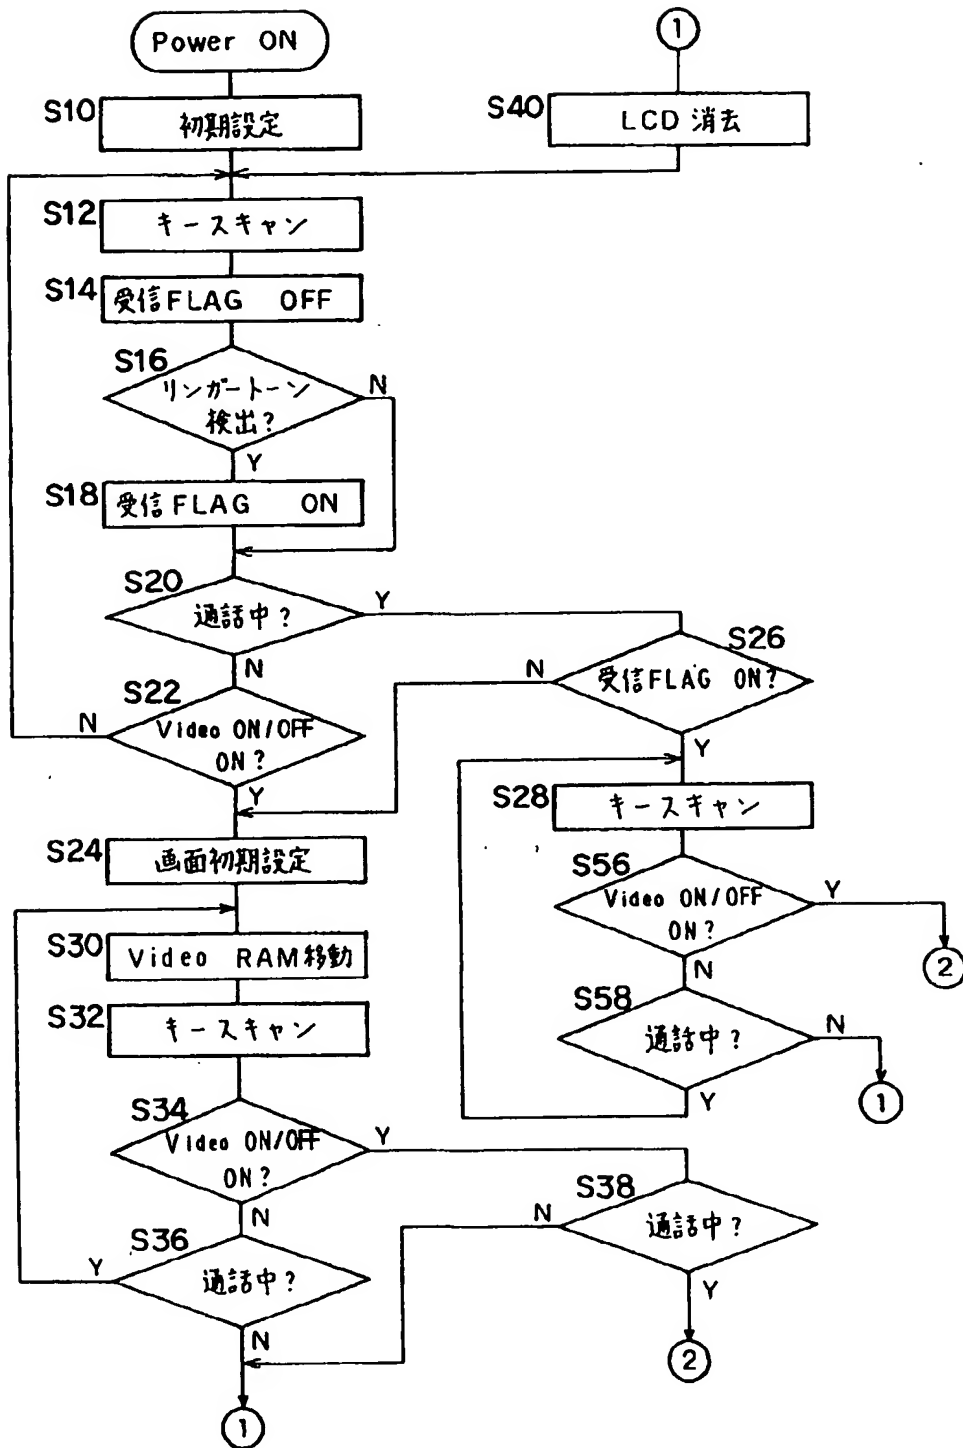 Power ON
①
S10
初期設定
S40
LCD 消去
S12
キースキャン
S14
受信FLAG OFF
S16
リンガートーン
検出?
N
Y
S18
受信FLAG ON
S20
通話中?
Y
N
S26
受信FLAG ON?
N
Y
S22
Video ON/OFF
ON?
N
Y
S28
キースキャン
S24
画面初期設定
S56
Video ON/OFF
ON?
Y
②
N
S30
Video RAM移動
S32
キースキャン
S58
通話中?
N
①
Y
S34
Video ON/OFF
ON?
Y
N
S38
通話中?
N
Y
②
S36
通話中?
Y
N
①